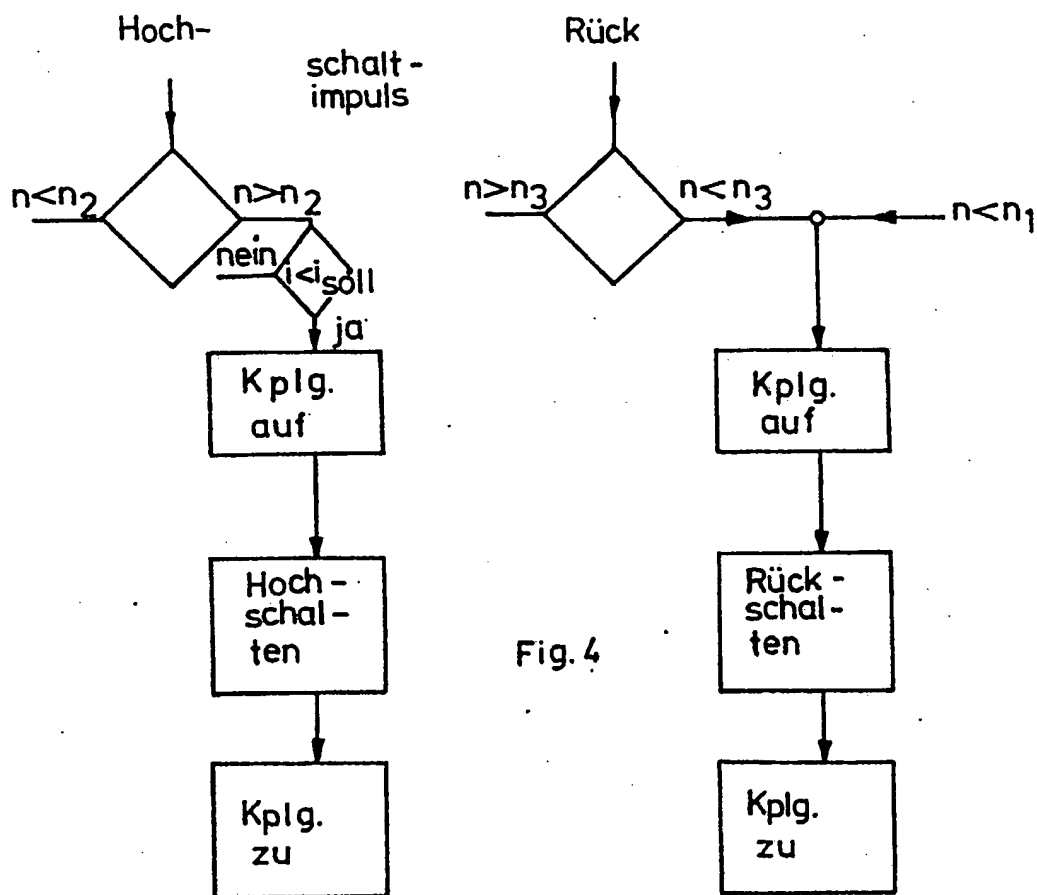 Hoch-
schalt-
impuls
Rück
n<n₂
n>n₂
nein
i<i soll
ja
Kplg.
auf
Hoch-
schal-
ten
Kplg.
zu
n>n₃
n<n₃
n<n₁
Kplg.
auf
Rück-
schal-
ten
Kplg.
zu
Fig. 4